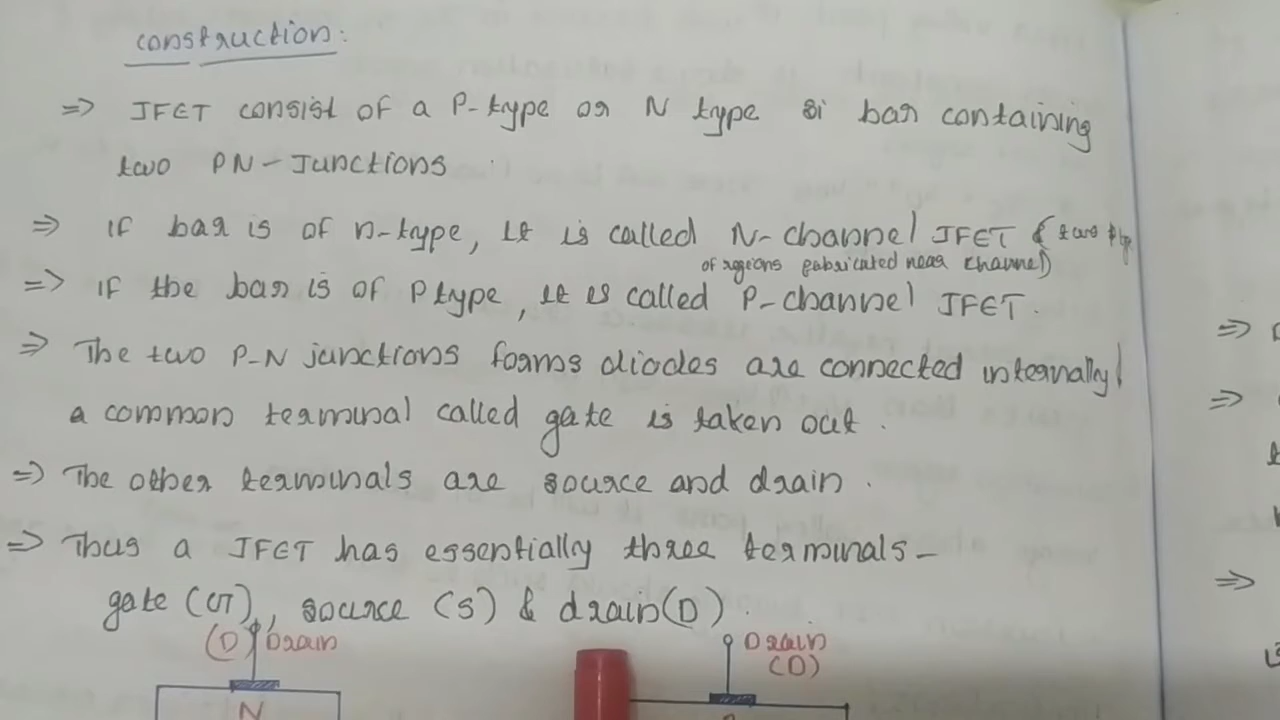 construction:
=> JFET consist of a P-type or N type si bar containing
two PN-Junctions
=> if bar is of n-type, it is called N-channel JFET (two
of regions fabricated near channel)
=> if the bar is of P type, it is called P-channel JFET.
=> The two P-N junctions forms diodes are connected internally
a common terminal called gate is taken out.
=> The other terminals are source and drain.
=> Thus a JFET has essentially three terminals-
gate (G), source (S) & drain(D).
(D) Drain
Drain
(D)
N
=>
=>
=>